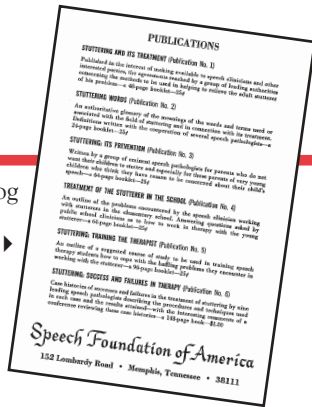 PUBLICATIONS
STUTTERING AND ITS TREATMENT (Publication No. 1)
Published in the interest of making available to speech clinicians and other
interested parties, the agreements reached by a group of leading authorities
concerning the methods to be used in helping to relieve the adult stutterer
of his problem—a 48-page booklet—25¢
STUTTERING WORDS (Publication No. 2)
An authoritative glossary of the meanings of the words and terms used or
associated with the field of stuttering and in connection with its treatment.
Definitions written with the cooperation of several speech pathologists—a
24-page booklet—25¢
STUTTERING: ITS PREVENTION (Publication No. 3)
Written by a group of eminent speech pathologists for parents who do not
want their children to stutter and especially for those parents of very young
children who think they have reason to be concerned about their child's
speech—a 64-page booklet—25¢
TREATMENT OF THE STUTTERER IN THE SCHOOL (Publication No. 4)
An outline of the problems encountered by the speech clinician working
with stutterers in the elementary school. Answering questions asked by
public school clinicians as to how to work in therapy with the young
stutterer—a 64-page booklet—25¢
STUTTERING: TRAINING THE THERAPIST (Publication No. 5)
An outline of a suggested course of study to be used in training speech
therapy students how to cope with the baffling problems they encounter in
working with the stutterer—a 96-page booklet—25¢
STUTTERING: SUCCESS AND FAILURES IN THERAPY (Publication No. 6)
Case histories of success and failures in the treatment of stuttering by nine
leading speech pathologists describing the procedures and techniques used
in each case and the results attained—with the interesting comments of a
conference reviewing these case histories—a 142-page book—$1.00
Speech Foundation of America
152 Lombardy Road • Memphis, Tennessee • 38111
og